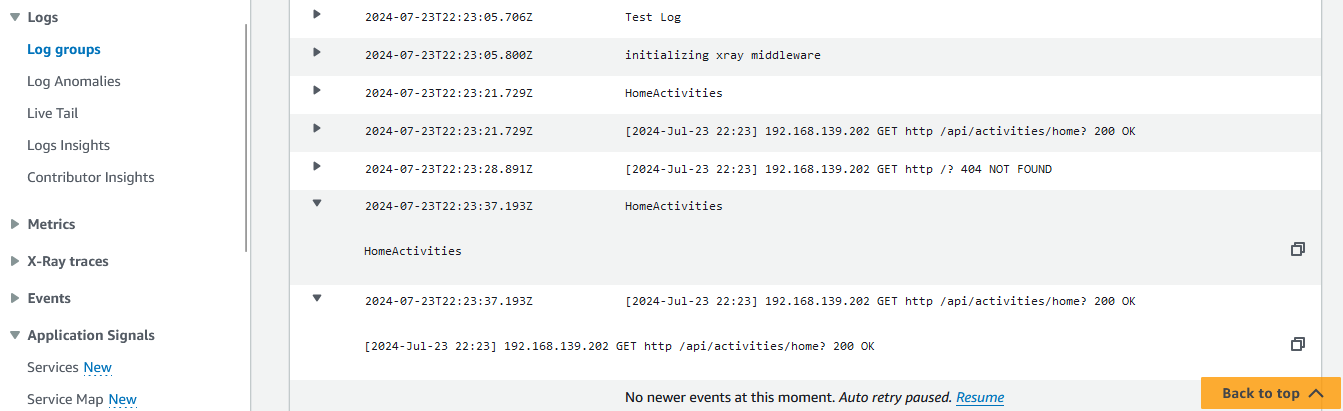 Logs
Log groups
Log Anomalies
Live Tail
Logs Insights
Contributor Insights
Metrics
X-Ray traces
Events
Application Signals
Services New
Service Map New
2024-07-23T22:23:05.706Z Test Log
2024-07-23T22:23:05.800Z initializing xray middleware
2024-07-23T22:23:21.729Z HomeActivities
2024-07-23T22:23:21.729Z [2024-Jul-23 22:23] 192.168.139.202 GET http /api/activities/home? 200 OK
2024-07-23T22:23:28.891Z [2024-Jul-23 22:23] 192.168.139.202 GET http /? 404 NOT FOUND
2024-07-23T22:23:37.193Z HomeActivities
HomeActivities
2024-07-23T22:23:37.193Z [2024-Jul-23 22:23] 192.168.139.202 GET http /api/activities/home? 200 OK
[2024-Jul-23 22:23] 192.168.139.202 GET http /api/activities/home? 200 OK
No newer events at this moment. Auto retry paused. Resume
Back to top